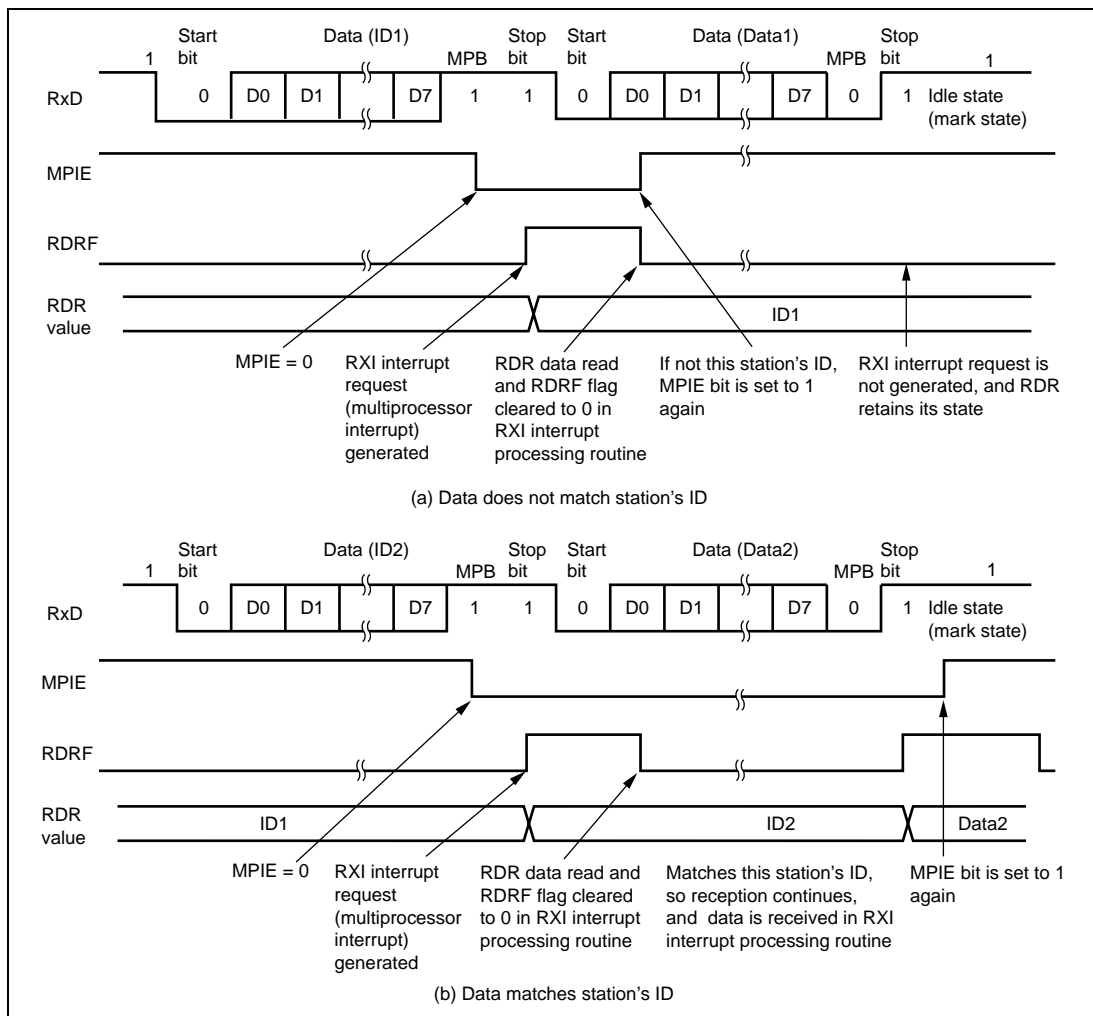 Start Data (ID1) Stop Start Data (Data1) Stop
1 bit MPB bit bit MPB bit 1
RxD 0 D0 D1 D7 1 1 0 D0 D1 D7 0 1 Idle state
(mark state)
MPIE
RDRF
RDR
value
ID1
MPIE = 0
RXI interrupt
request
(multiprocessor
interrupt)
generated
RDR data read
and RDRF flag
cleared to 0 in
RXI interrupt
processing routine
If not this station's ID,
MPIE bit is set to 1
again
RXI interrupt request is
not generated, and RDR
retains its state
(a) Data does not match station's ID
Start Data (ID2) Stop Start Data (Data2) Stop
1 bit MPB bit bit MPB bit 1
RxD 0 D0 D1 D7 1 1 0 D0 D1 D7 0 1 Idle state
(mark state)
MPIE
RDRF
RDR
value
ID1 ID2 Data2
MPIE = 0
RXI interrupt
request
(multiprocessor
interrupt)
generated
RDR data read and
RDRF flag cleared
to 0 in RXI interrupt
processing routine
Matches this station's ID,
so reception continues,
and data is received in RXI
interrupt processing routine
MPIE bit is set to 1
again
(b) Data matches station's ID